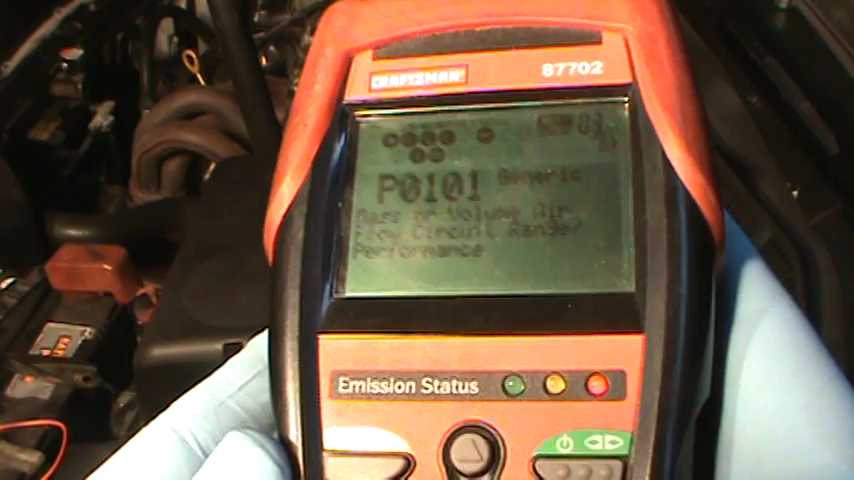 CRAFTSMAN
87702
P0101 Generic
Mass or Volume Air
Flow Circuit Range/
Performance
Emission Status